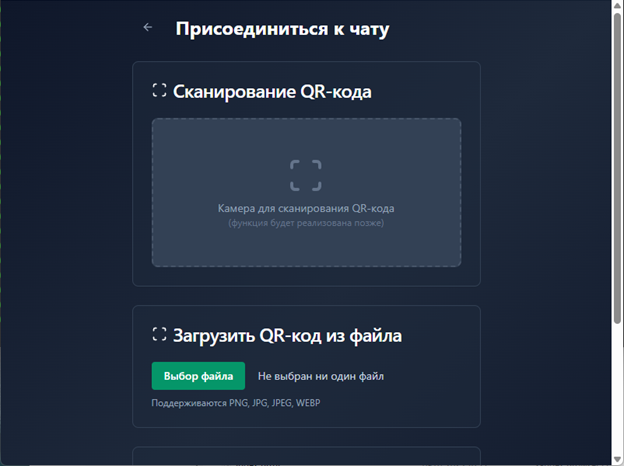 Присоединиться к чату
Сканирование QR-кода
Камера для сканирования QR-кода
(функция будет реализована позже)
Загрузить QR-код из файла
Выбор файла Не выбран ни один файл
Поддерживаются PNG, JPG, JPEG, WEBP